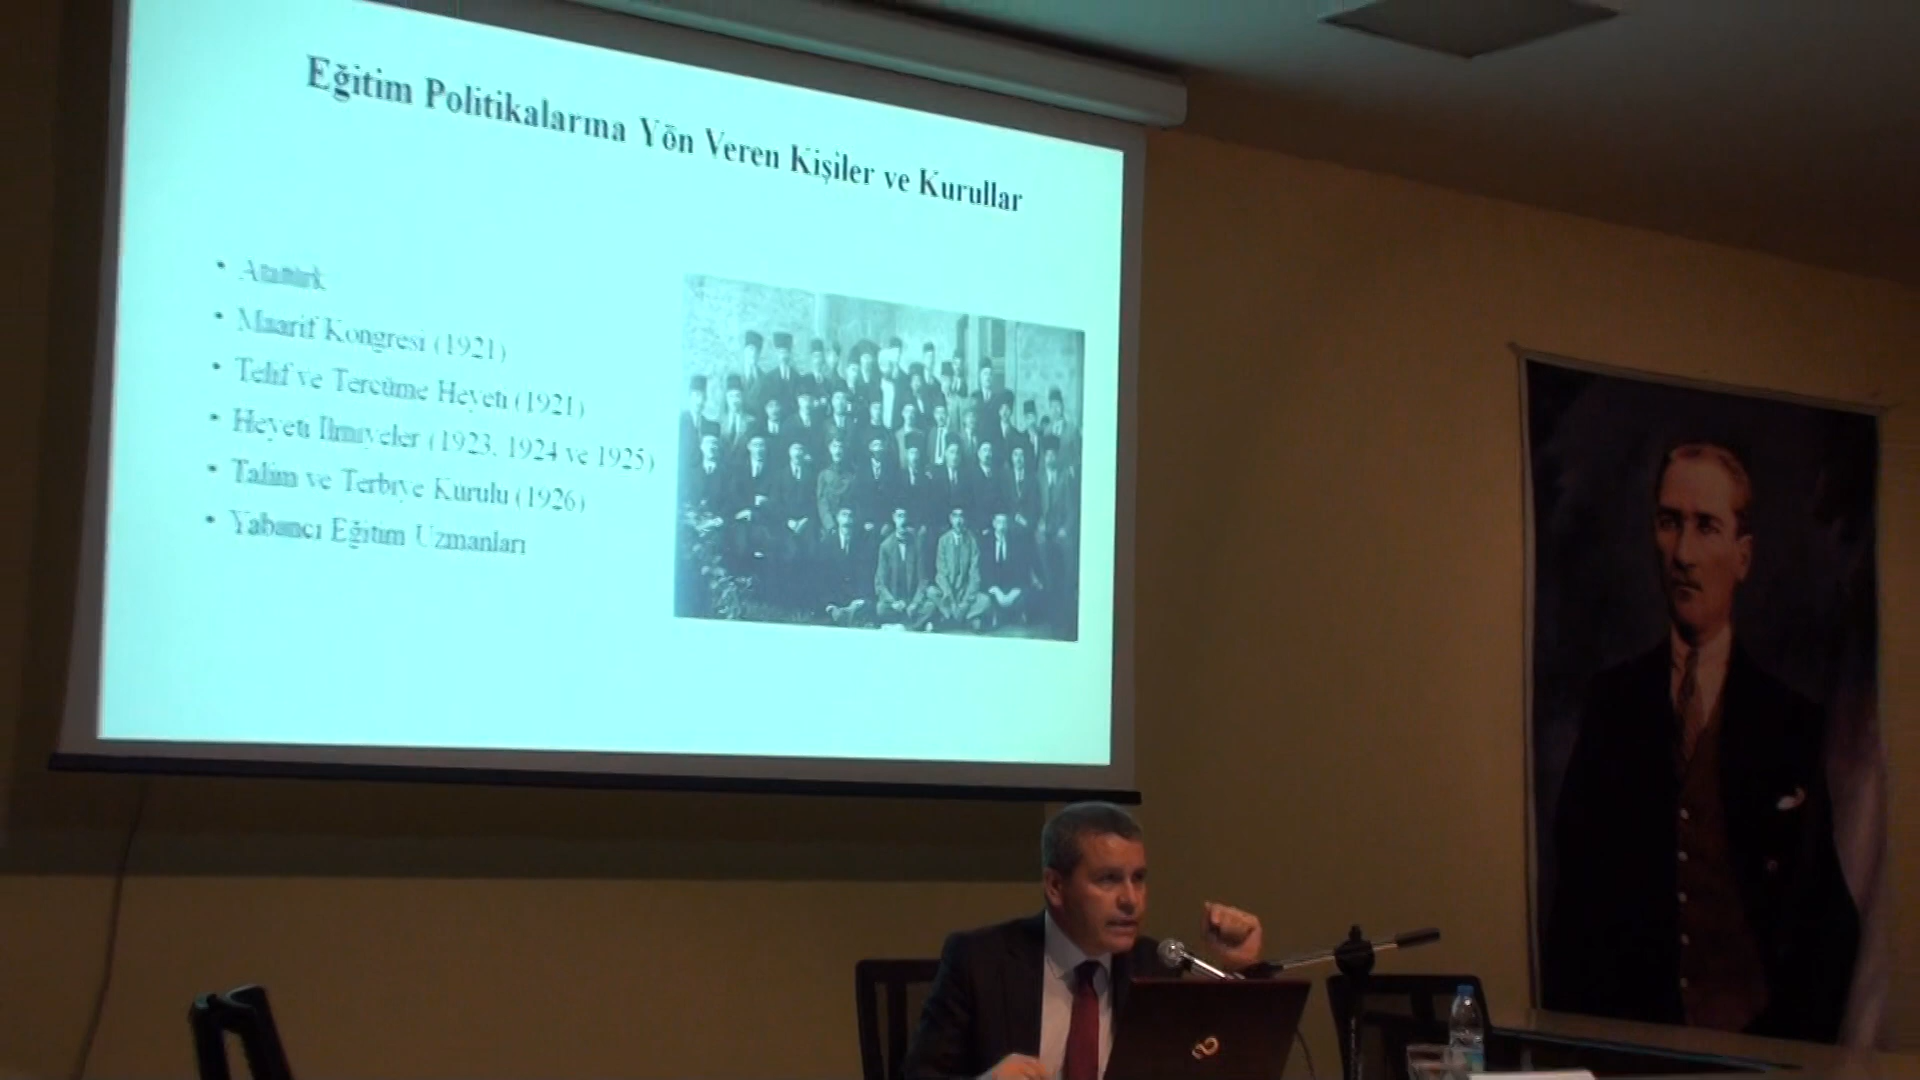 Eğitim Politikalarına Yön Veren Kişiler ve Kurullar
• Atatürk
• Maarif Kongresi (1921)
• Telif ve Tercüme Heyeti (1921)
• Heyeti İlmiyeler (1923, 1924 ve 1925)
• Talim ve Terbiye Kurulu (1926)
• Yabancı Eğitim Uzmanları